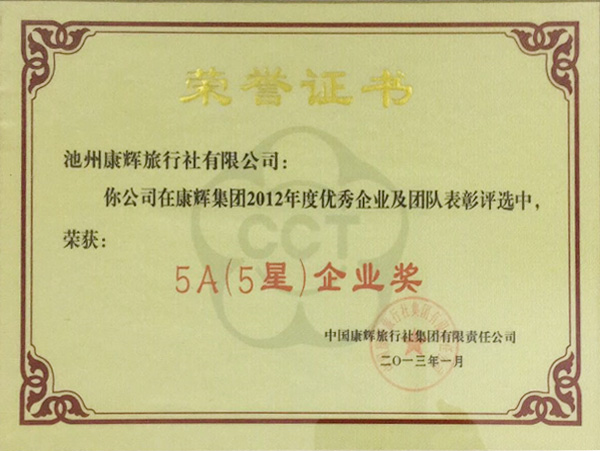 荣誉证书
池州康辉旅行社有限公司：
你公司在康辉集团2012年度优秀企业及团队表彰评选中，
荣获：
CCT
5A(5星)企业奖
中国康辉旅行社集团有限责任公司
二〇一三年一月